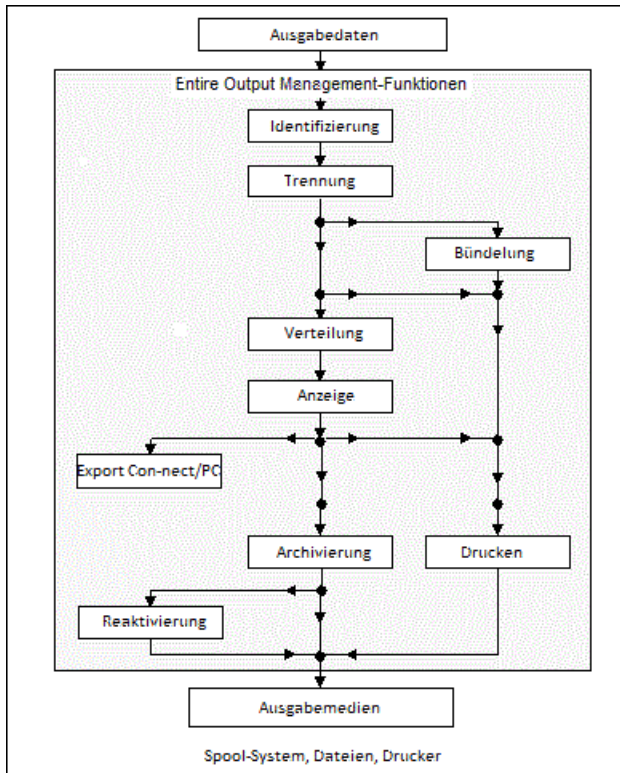 Ausgabedaten
Entire Output Management-Funktionen
Identifizierung
Trennung
Bündelung
Verteilung
Anzeige
Export Con-nect/PC
Archivierung
Drucken
Reaktivierung
Ausgabemedien
Spool-System, Dateien, Drucker